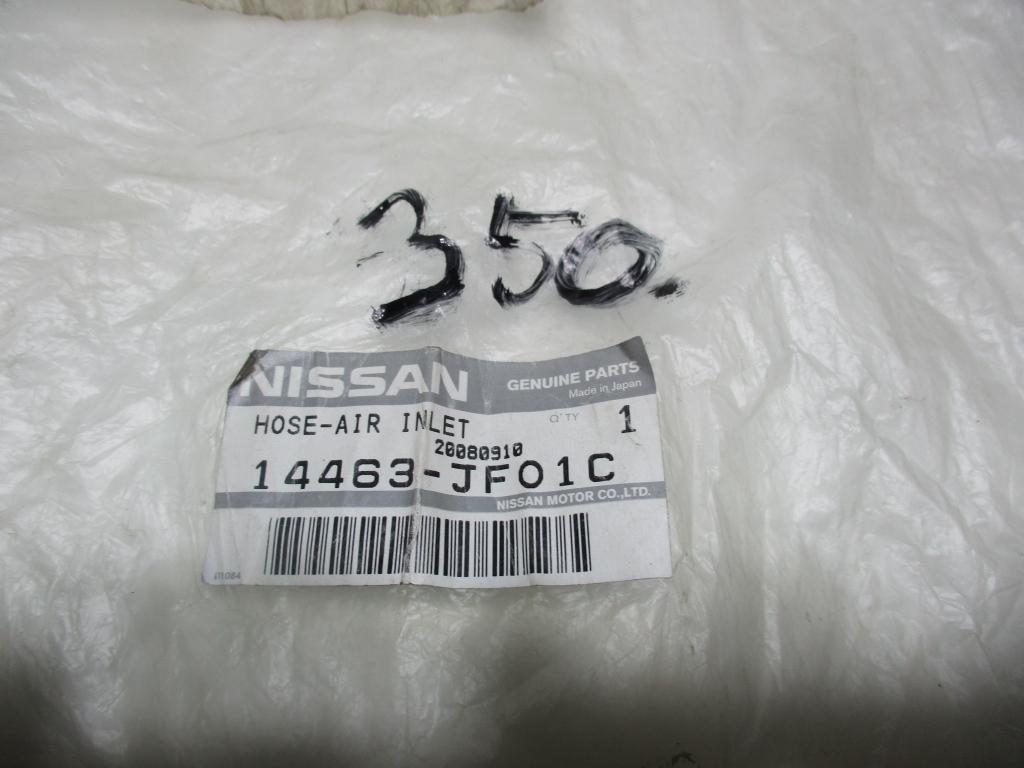 350.
NISSAN GENUINE PARTS
Made in Japan
HOSE-AIR INLET Q'TY 1
20080910
14463-JF01C
NISSAN MOTOR CO.,LTD.